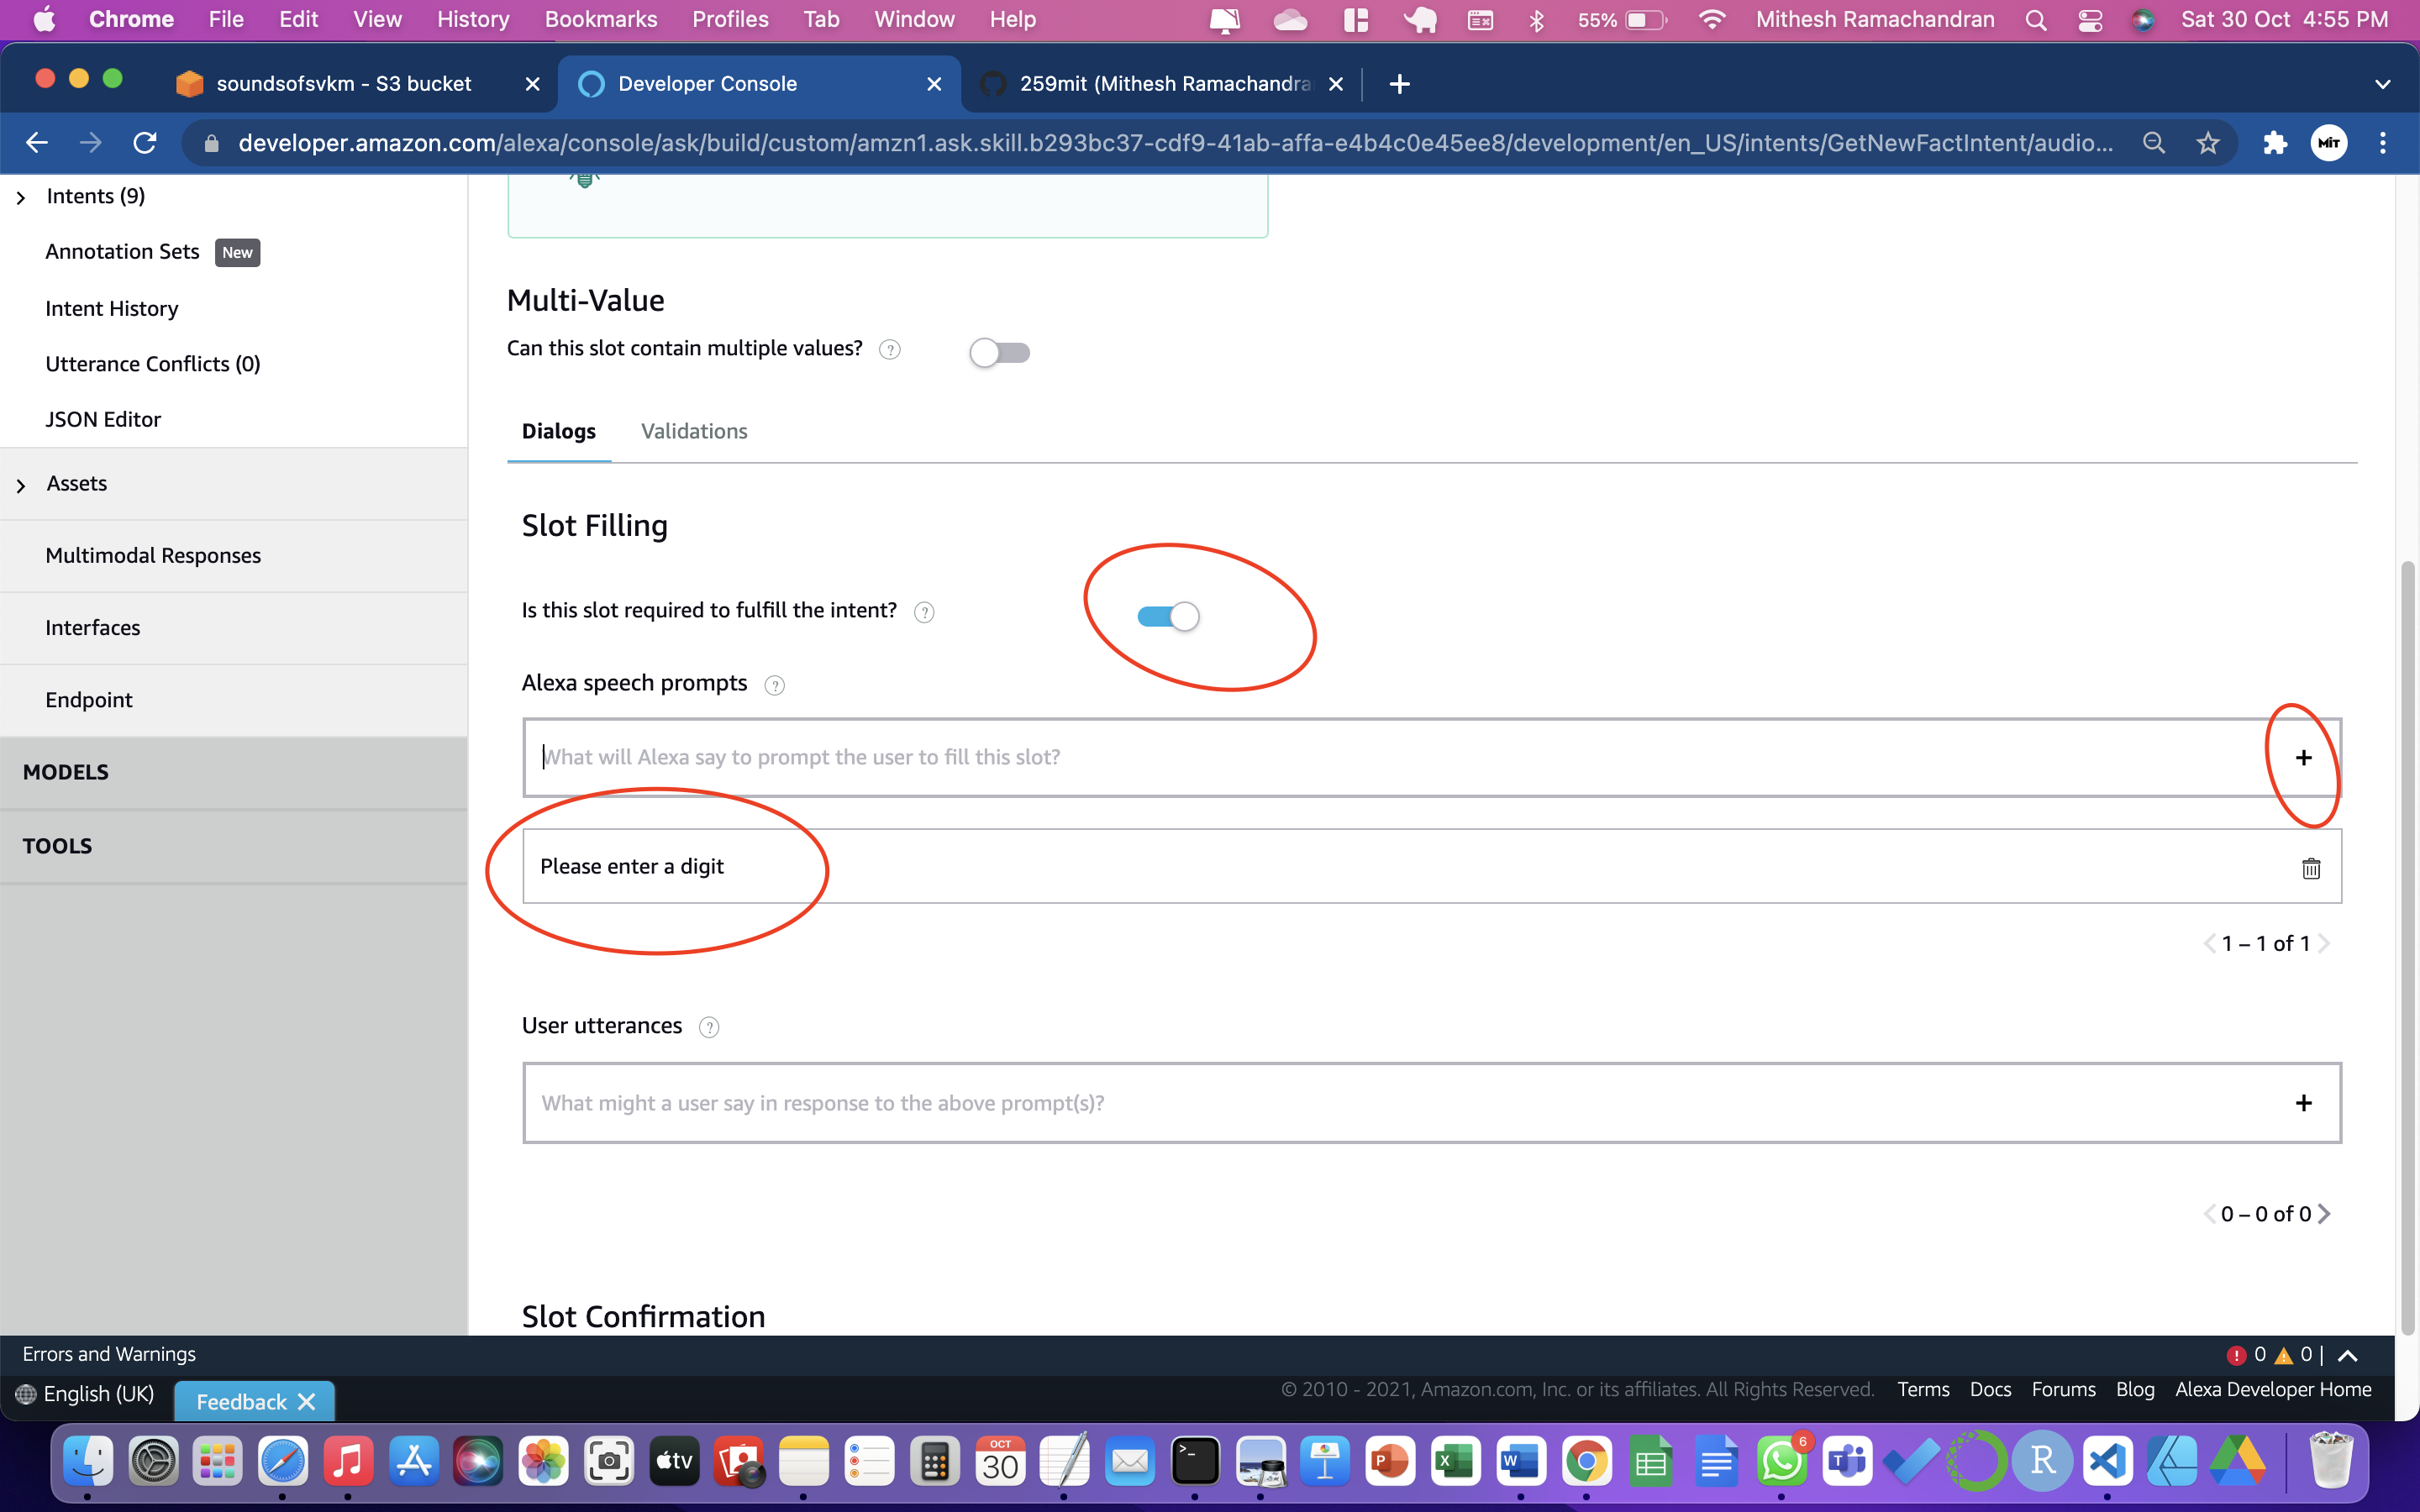 Chrome File Edit View History Bookmarks Profiles Tab Window Help 55% Mithesh Ramachandran Sat 30 Oct 4:55 PM
soundsofsvkm - S3 bucket Developer Console 259mit (Mithesh Ramachandra
developer.amazon.com/alexa/console/ask/build/custom/amzn1.ask.skill.b293bc37-cdf9-41ab-affa-e4b4c0e45ee8/development/en_US/intents/GetNewFactIntent/audio... MiT
Intents (9)
Annotation Sets New
Intent History
Utterance Conflicts (0)
JSON Editor
Assets
Multimodal Responses
Interfaces
Endpoint
MODELS
TOOLS
Multi-Value
Can this slot contain multiple values? ?
Dialogs Validations
Slot Filling
Is this slot required to fulfill the intent? ?
Alexa speech prompts ?
What will Alexa say to prompt the user to fill this slot? +
Please enter a digit
1 – 1 of 1
User utterances ?
What might a user say in response to the above prompt(s)? +
0 – 0 of 0
Slot Confirmation
Errors and Warnings 0 0 |
English (UK) Feedback
© 2010 - 2021, Amazon.com, Inc. or its affiliates. All Rights Reserved. Terms Docs Forums Blog Alexa Developer Home
tv OCT 30 P X W 6 T R